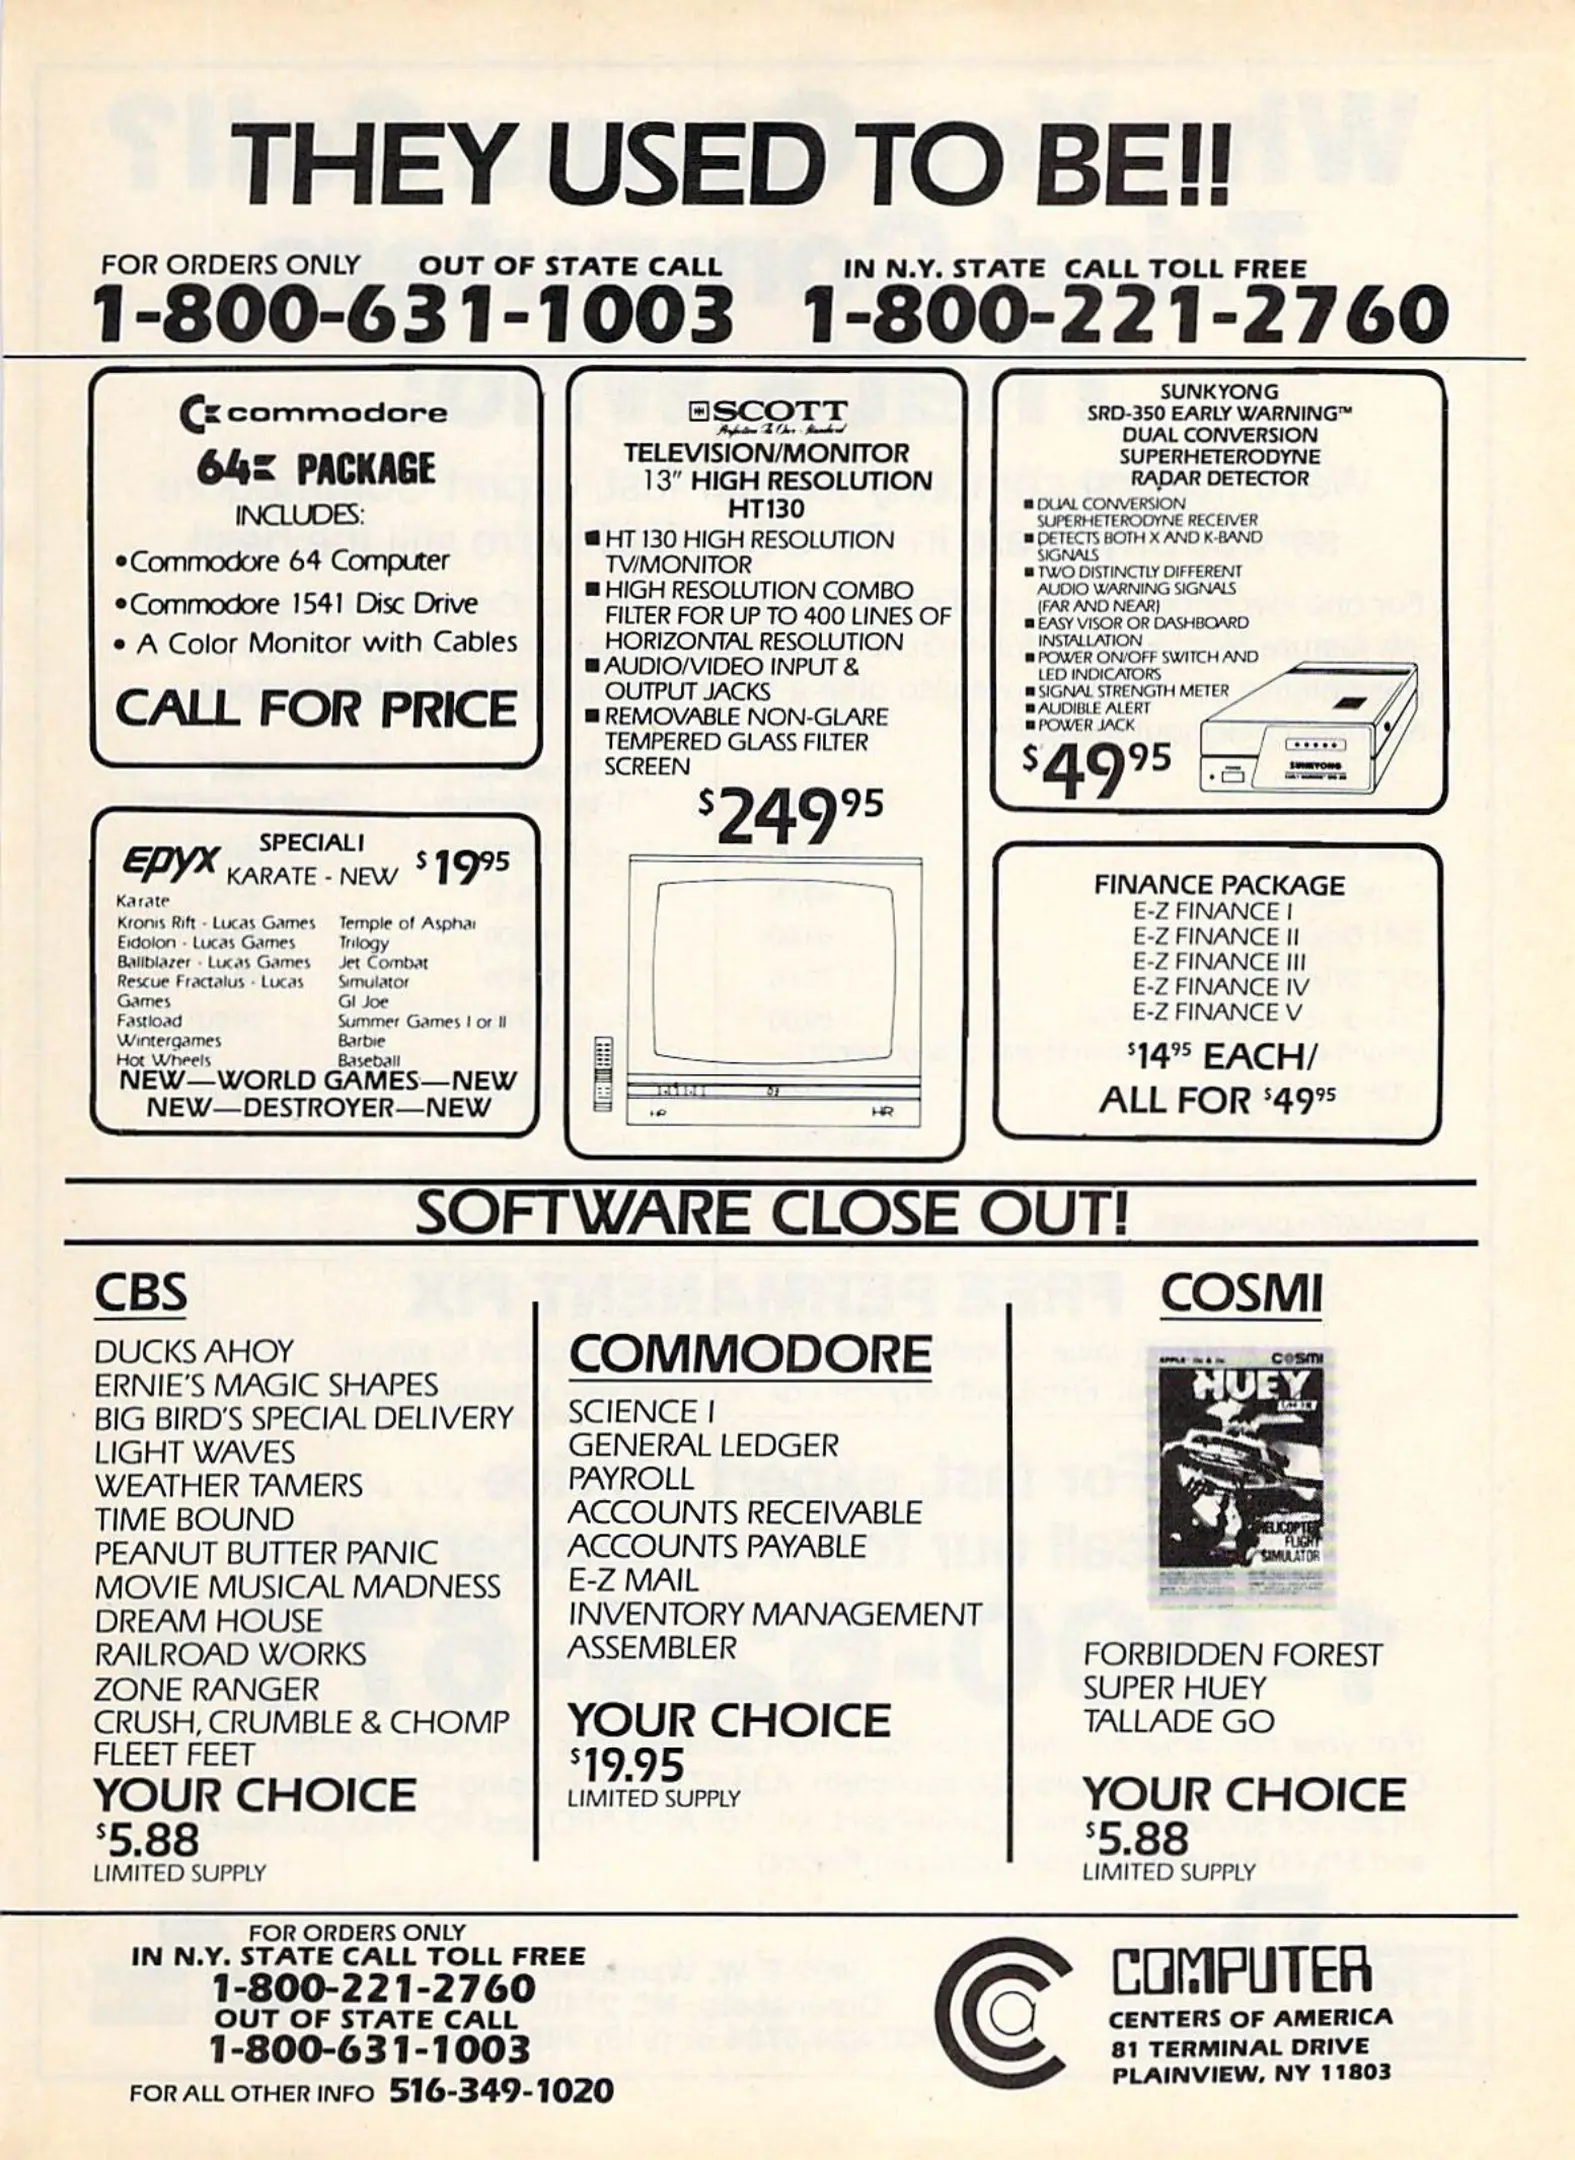 THEY USED TO BE!!
FOR ORDERS ONLY OUT OF STATE CALL
1-800-631-1003
IN N.Y. STATE CALL TOLL FREE
1-800-221-2760
commodore
64 PACKAGE
INCLUDES:
•Commodore 64 Computer
•Commodore 1541 Disc Drive
• A Color Monitor with Cables
CALL FOR PRICE
EPYX SPECIAL!
KARATE - NEW $1995
Karate
Kronis Rift - Lucas Games
Eidolon - Lucas Games
Ballblazer - Lucas Games
Rescue Fractalus - Lucas
Games
Fastload
Wintergames
Hot Wheels
Temple of Asphai
Trilogy
Jet Combat
Simulator
GI Joe
Summer Games I or II
Barbie
Baseball
NEW—WORLD GAMES—NEW
NEW—DESTROYER—NEW
SCOTT
TELEVISION/MONITOR
13" HIGH RESOLUTION
HT130
■ HT 130 HIGH RESOLUTION
TV/MONITOR
■ HIGH RESOLUTION COMBO
FILTER FOR UP TO 400 LINES OF
HORIZONTAL RESOLUTION
■ AUDIO/VIDEO INPUT &
OUTPUT JACKS
■ REMOVABLE NON-GLARE
TEMPERED GLASS FILTER
SCREEN
$24995
SUNKYONG
SRD-350 EARLY WARNING™
DUAL CONVERSION
SUPERHETERODYNE
RADAR DETECTOR
■ DUAL CONVERSION
SUPERHETERODYNE RECEIVER
■ DETECTS BOTH X AND K-BAND
SIGNALS
■ TWO DISTINCTLY DIFFERENT
AUDIO WARNING SIGNALS
(FAR AND NEAR)
■ EASY VISOR OR DASHBOARD
INSTALLATION
■ POWER ON/OFF SWITCH AND
LED INDICATORS
■ SIGNAL STRENGTH METER
■ AUDIBLE ALERT
■ POWER JACK
$4995
SUNKYONG
FINANCE PACKAGE
E-Z FINANCE I
E-Z FINANCE II
E-Z FINANCE III
E-Z FINANCE IV
E-Z FINANCE V
$1495 EACH/
ALL FOR $4995
SOFTWARE CLOSE OUT!
CBS
DUCKS AHOY
ERNIE'S MAGIC SHAPES
BIG BIRD'S SPECIAL DELIVERY
LIGHT WAVES
WEATHER TAMERS
TIME BOUND
PEANUT BUTTER PANIC
MOVIE MUSICAL MADNESS
DREAM HOUSE
RAILROAD WORKS
ZONE RANGER
CRUSH, CRUMBLE & CHOMP
FLEET FEET
YOUR CHOICE
$5.88
LIMITED SUPPLY
COMMODORE
SCIENCE I
GENERAL LEDGER
PAYROLL
ACCOUNTS RECEIVABLE
ACCOUNTS PAYABLE
E-Z MAIL
INVENTORY MANAGEMENT
ASSEMBLER
YOUR CHOICE
$19.95
LIMITED SUPPLY
COSMI
COSMI
HUEY
HELICOPTER
FLIGHT
SIMULATOR
FORBIDDEN FOREST
SUPER HUEY
TALLADE GO
YOUR CHOICE
$5.88
LIMITED SUPPLY
FOR ORDERS ONLY
IN N.Y. STATE CALL TOLL FREE
1-800-221-2760
OUT OF STATE CALL
1-800-631-1003
FOR ALL OTHER INFO 516-349-1020
COMPUTER
CENTERS OF AMERICA
81 TERMINAL DRIVE
PLAINVIEW, NY 11803